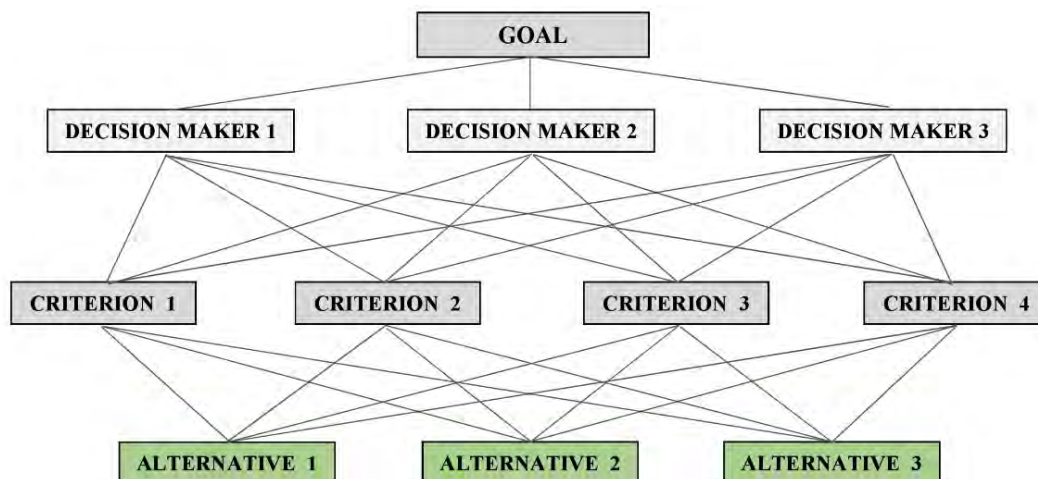 GOAL
DECISION MAKER 1 DECISION MAKER 2 DECISION MAKER 3
CRITERION 1 CRITERION 2 CRITERION 3 CRITERION 4
ALTERNATIVE 1 ALTERNATIVE 2 ALTERNATIVE 3